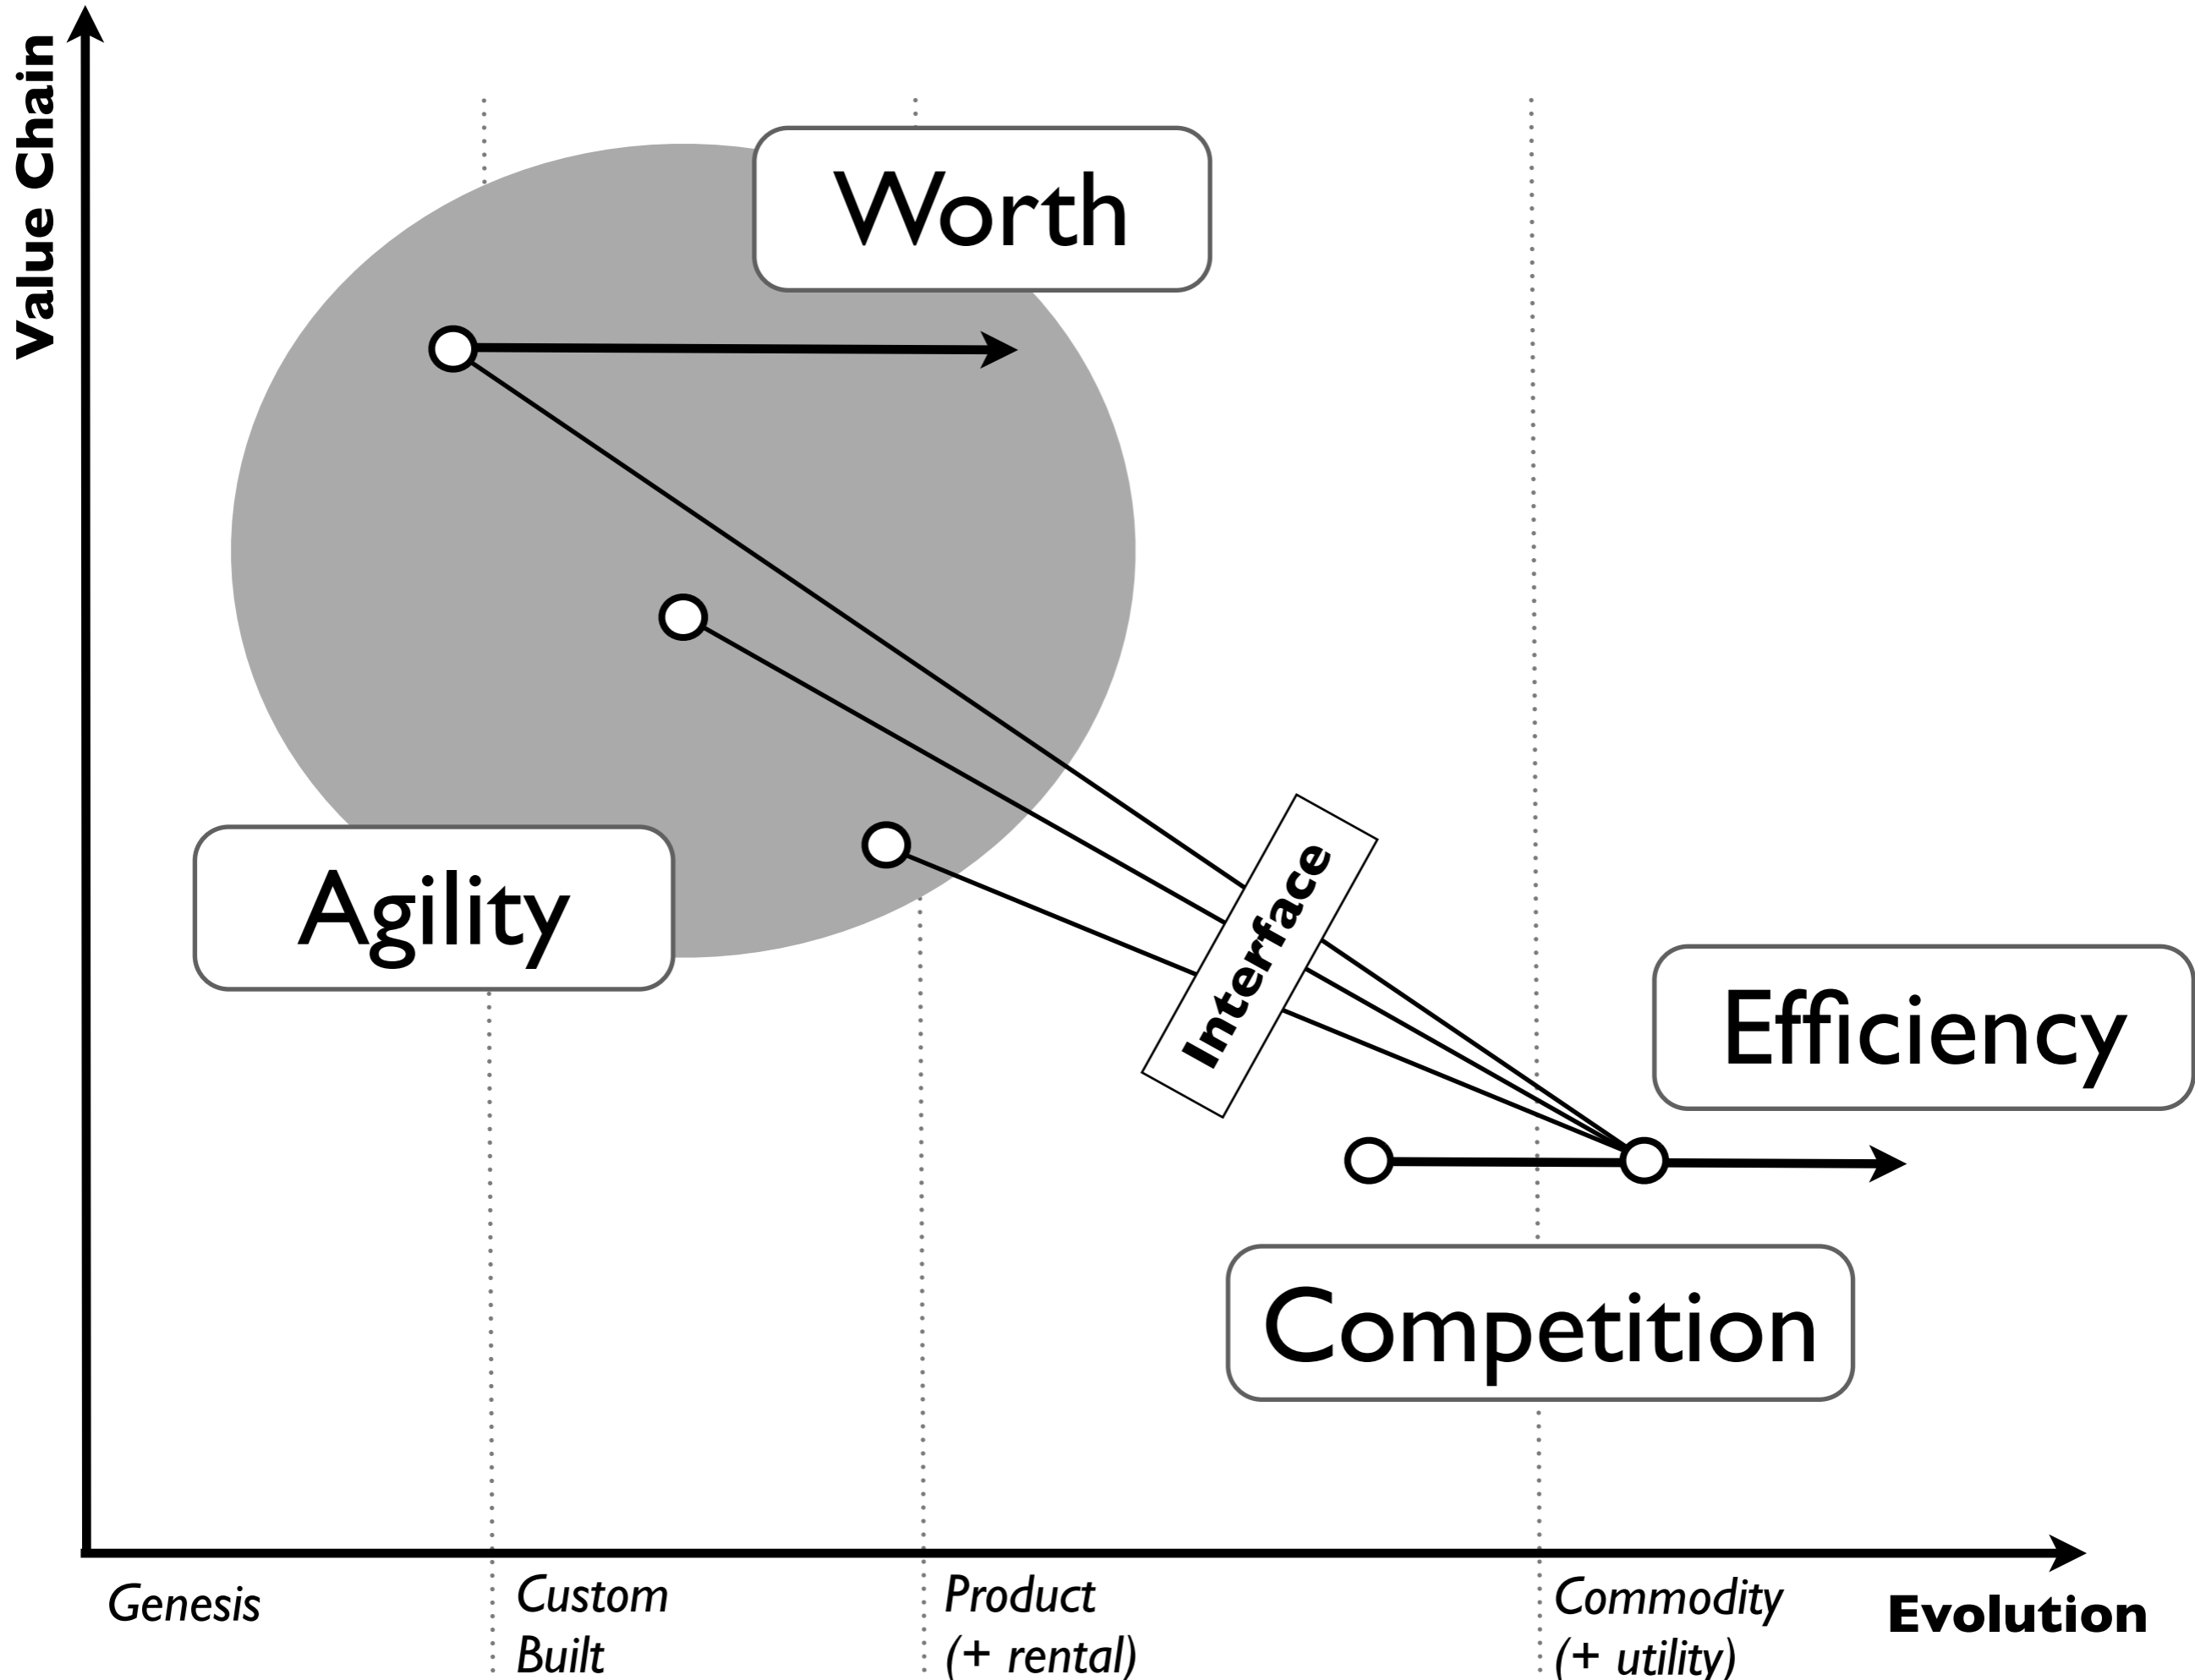 Value Chain
Worth
Agility
Interface
Efficiency
Competition
Genesis
Custom
Built
Product
(+ rental)
Commodity
(+ utility)
Evolution